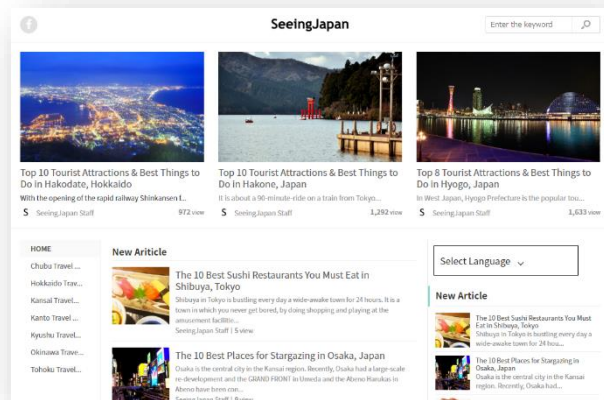 f
SeeingJapan
Enter the keyword
Top 10 Tourist Attractions & Best Things to
Do in Hakodate, Hokkaido
With the opening of the rapid railway Shinkansen f...
S SeeingJapan Staff 972 view
Top 10 Tourist Attractions & Best Things to
Do in Hakone, Japan
It is about a 90-minute-ride on a train from Tokyo...
S SeeingJapan Staff 1,292 view
Top 8 Tourist Attractions & Best Things to
Do in Hyogo, Japan
In West Japan, Hyogo Prefecture is the popular tou...
S SeeingJapan Staff 1,633 view
HOME
Chubu Travel ...
Hokkaido Trav...
Kansai Travel...
Kanto Travel ...
Kyushu Travel...
Okinawa Trave...
Tohoku Travel...
New Ariticle
The 10 Best Sushi Restaurants You Must Eat in
Shibuya, Tokyo
Shibuya in Tokyo is bustling every day a wide-awake town for 24 hours. It is a
town in which you never get bored, by doing shopping and playing at the
amusement facilitie...
SeeingJapan Staff | 5 view
The 10 Best Places for Stargazing in Osaka, Japan
Osaka is the central city in the Kansai region. Recently, Osaka had a large-scale
re-development and the GRAND FRONT in Umeda and the Abeno Harukas in
Abeno have been con...
SeeingJapan Staff | view
Select Language
New Article
The 10 Best Sushi Restaurants You Must
Eat in Shibuya, Tokyo
Shibuya in Tokyo is bustling every day a
wide-awake town for 24 hou...
The 10 Best Places for Stargazing in
Osaka, Japan
Osaka is the central city in the Kansai
region. Recently, Osaka had...